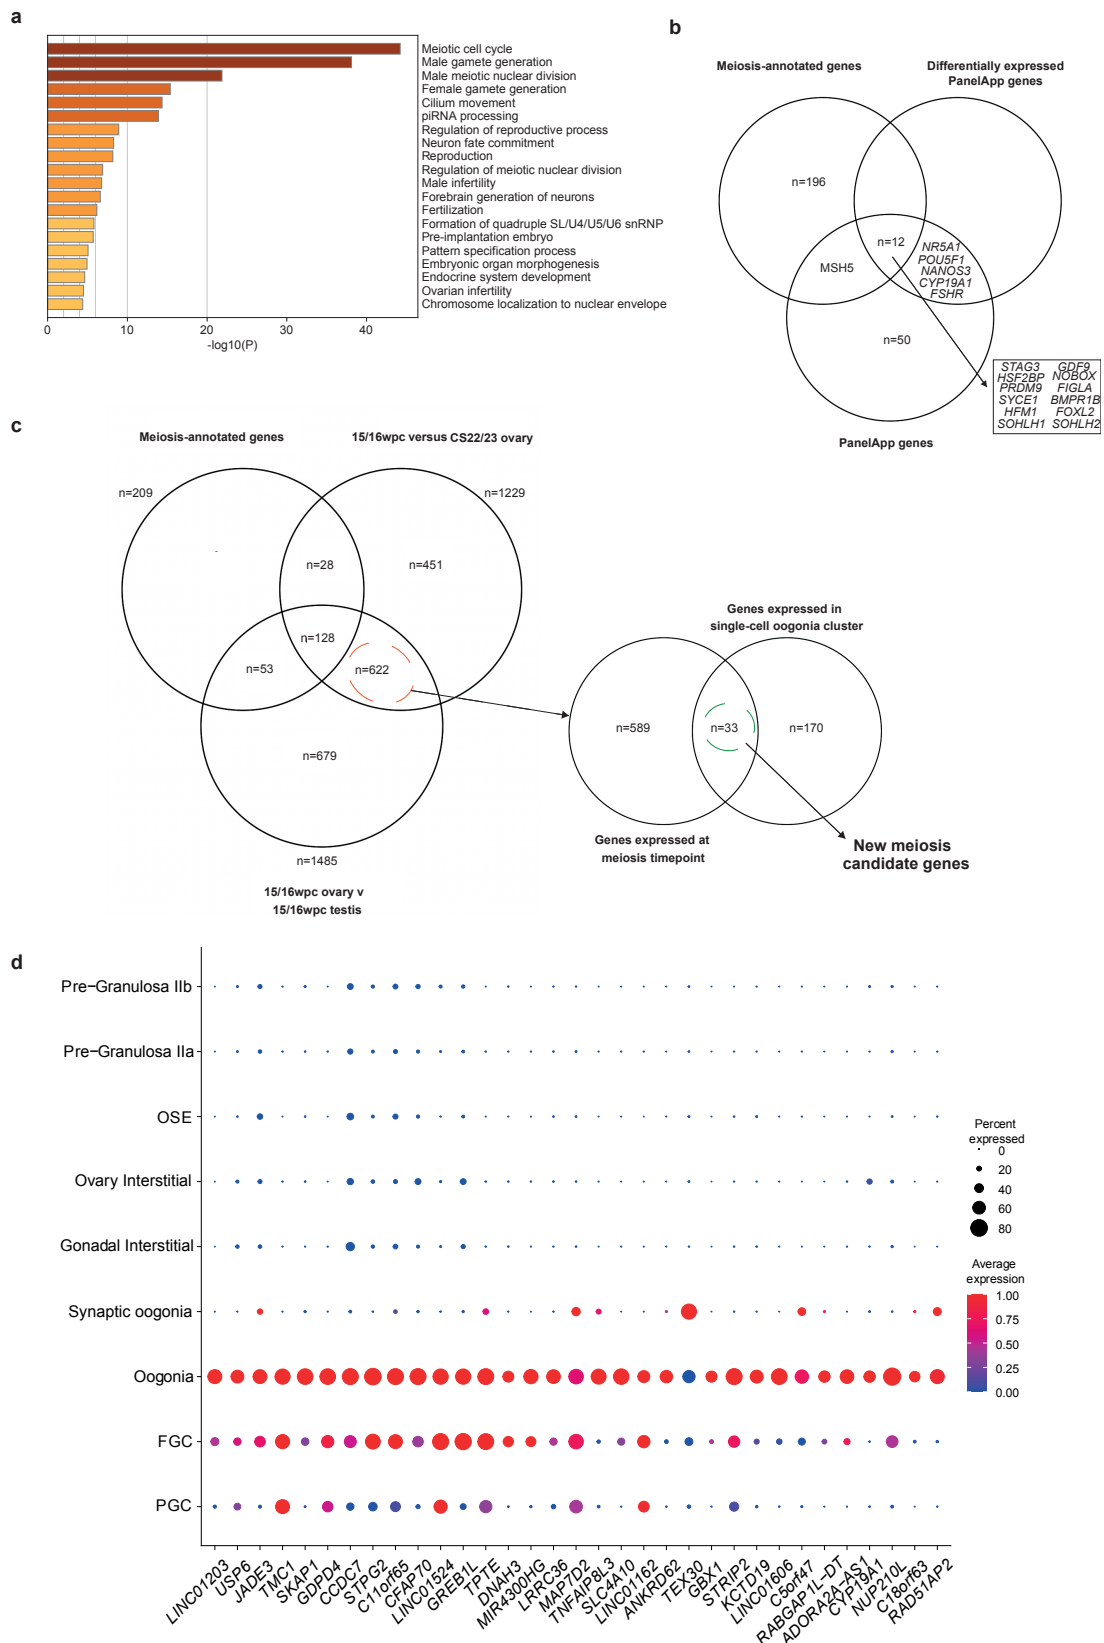 a
Meiotic cell cycle
Male gamete generation
Male meiotic nuclear division
Female gamete generation
Cilium movement
piRNA processing
Regulation of reproductive process
Neuron fate commitment
Reproduction
Regulation of meiotic nuclear division
Male infertility
Forebrain generation of neurons
Fertilization
Formation of quadruple SL/U4/U5/U6 snRNP
Pre-implantation embryo
Pattern specification process
Embryonic organ morphogenesis
Endocrine system development
Ovarian infertility
Chromosome localization to nuclear envelope
0 10 20 30 40
-log10(P)
b
Meiosis-annotated genes
Differentially expressed
PanelApp genes
n=196
n=12
MSH5
NR5A1
POU5F1
NANOS3
CYP19A1
FSHR
n=50
STAG3 GDF9
HSF2BP NOBOX
PRDM9 FIGLA
SYCE1 BMPR1B
HFM1 FOXL2
SOHLH1 SOHLH2
PanelApp genes
c
Meiosis-annotated genes
15/16wpc versus CS22/23 ovary
n=209
n=1229
-
n=28
n=451
n=128
n=53
n=622
n=679
n=1485
15/16wpc ovary v
15/16wpc testis
Genes expressed in
single-cell oogonia cluster
n=589
n=33
n=170
Genes expressed at
meiosis timepoint
New meiosis
candidate genes
d
Pre-Granulosa IIb
Pre-Granulosa IIa
OSE
Ovary Interstitial
Gonadal Interstitial
Synaptic oogonia
Oogonia
FGC
PGC
Percent
expressed
0
20
40
60
80
Average
expression
1.00
0.75
0.50
0.25
0.00
LINC01203
USP6
JADE3
TMC1
SKAP1
GDPD4
CCDC7
STPG2
C11orf65
CFAP70
LINC01524
GREB1L
TPTE
DNAH3
MIR4300HG
LRRC36
MAP7D2
TNFAIP8L3
SLC4A10
LINC01162
ANKRD62
TEX30
GBX1
STRIP2
KCTD19
LINC01606
C5orf47
RABGAP1L-DT
ADORA2A-AS1
CYP19A1
NUP210L
C18orf63
RAD51AP2